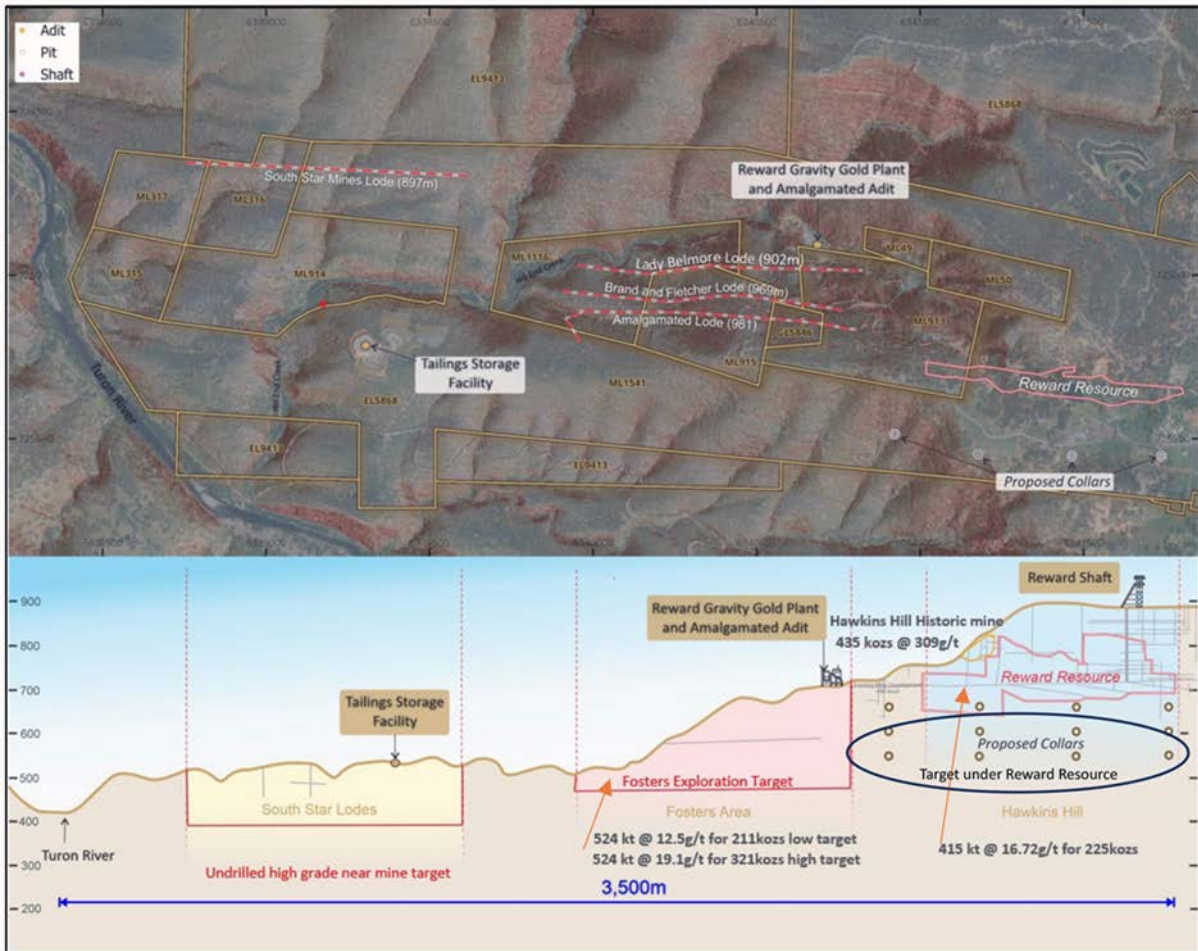 Adit
Pit
Shaft
EL9413
EL5868
South Star Mines Lode (897m)
Reward Gravity Gold Plant
and Amalgamated Adit
ML317
ML316
ML315
ML914
ML1116
ML49
ML50
Lady Belmore Lode (902m)
Brand and Fletcher Lode (969m)
Amalgamated Lode (981)
GL5846
ML911
ML915
Reward Resource
Tailings Storage
Facility
ML1541
Turon River
EL5868
EL9413
EL9413
Proposed Collars
900
800
700
600
500
400
300
200
Reward Shaft
Reward Gravity Gold Plant
and Amalgamated Adit
Hawkins Hill Historic mine
435 kozs @ 309g/t
Reward Resource
Tailings Storage
Facility
Proposed Collars
Target under Reward Resource
South Star Lodes
Fosters Exploration Target
Fosters Area
Hawkins Hill
524 kt @ 12.5g/t for 211kozs low target
524 kt @ 19.1g/t for 321kozs high target
415 kt @ 16.72g/t for 225kozs
Turon River
Undrilled high grade near mine target
3,500m